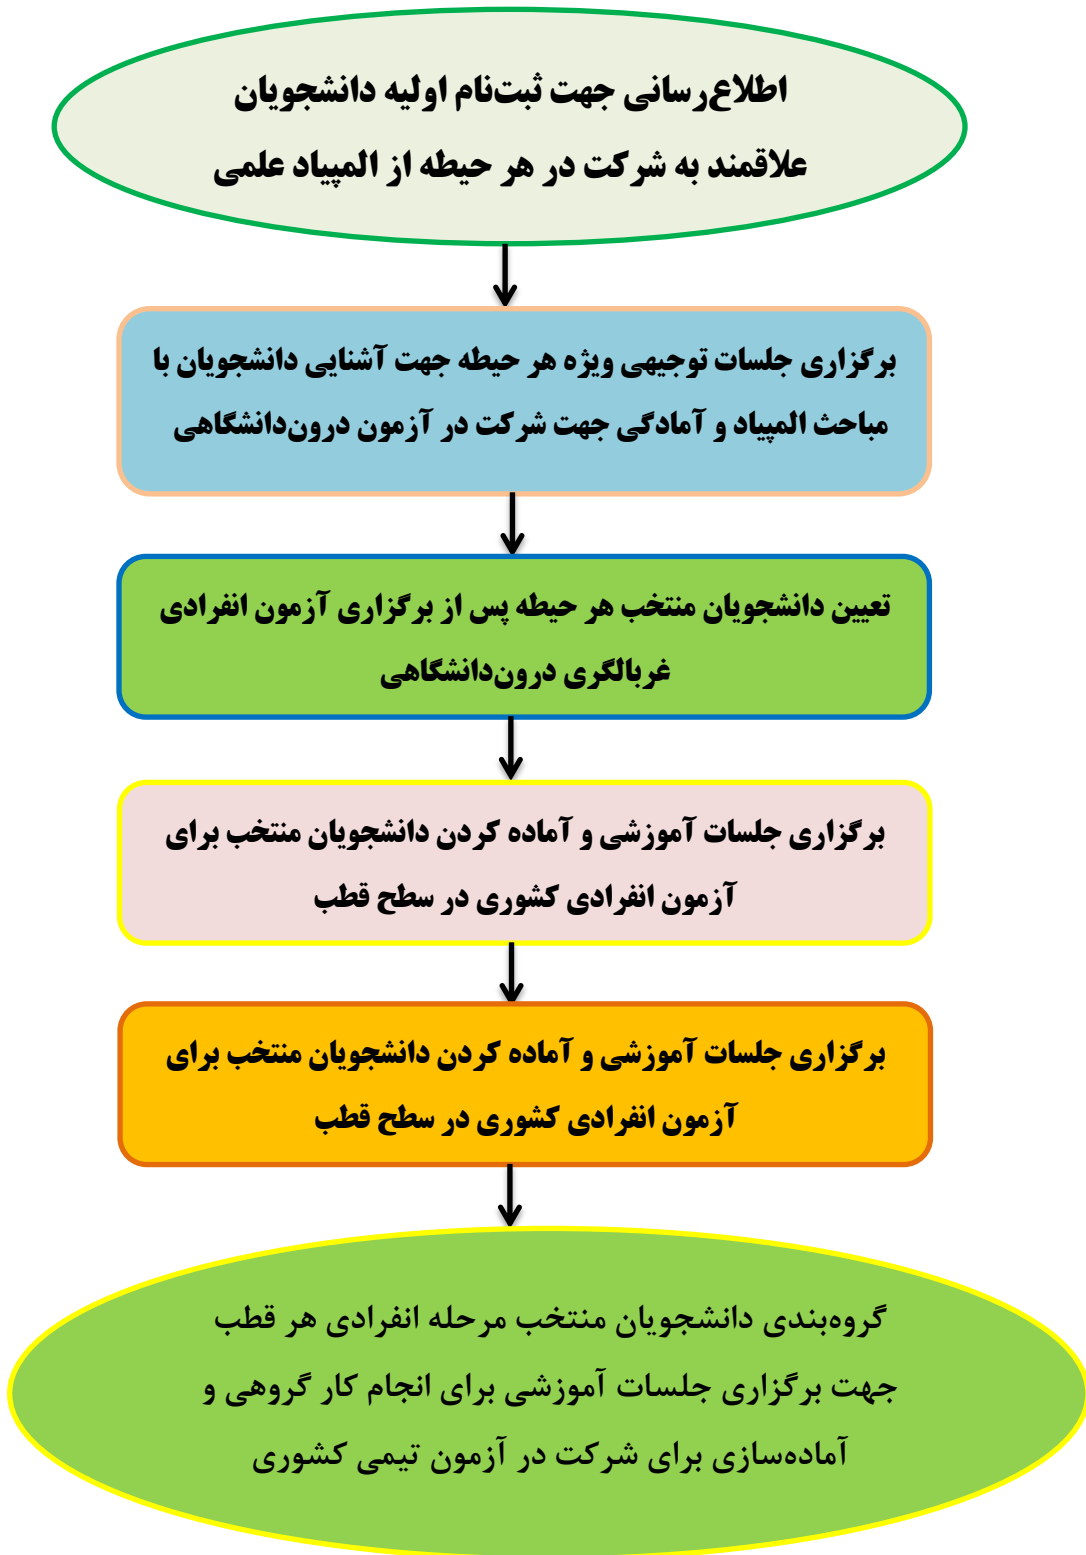 اطلاع‌رسانی جهت ثبت‌نام اولیه دانشجویان
علاقمند به شرکت در هر حیطه از المپیاد علمی
برگزاری جلسات توجیهی ویژه هر حیطه جهت آشنایی دانشجویان با
مباحث المپیاد و آمادگی جهت شرکت در آزمون درون‌دانشگاهی
تعیین دانشجویان منتخب هر حیطه پس از برگزاری آزمون انفرادی
غربالگری درون‌دانشگاهی
برگزاری جلسات آموزشی و آماده کردن دانشجویان منتخب برای
آزمون انفرادی کشوری در سطح قطب
برگزاری جلسات آموزشی و آماده کردن دانشجویان منتخب برای
آزمون انفرادی کشوری در سطح قطب
گروه‌بندی دانشجویان منتخب مرحله انفرادی هر قطب
جهت برگزاری جلسات آموزشی برای انجام کار گروهی و
آماده‌سازی برای شرکت در آزمون تیمی کشوری